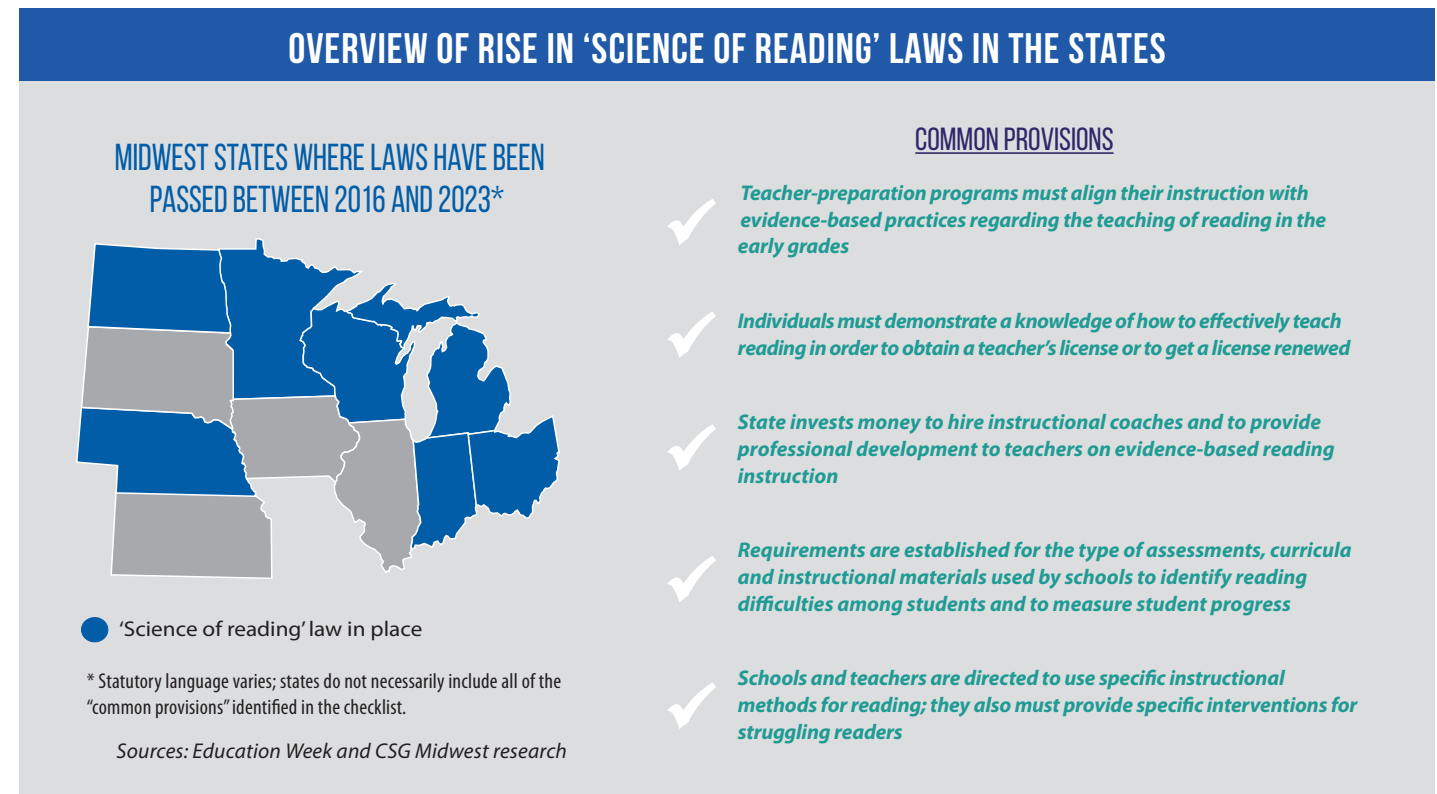 OVERVIEW OF RISE IN ‘SCIENCE OF READING’ LAWS IN THE STATES
MIDWEST STATES WHERE LAWS HAVE BEEN
PASSED BETWEEN 2016 AND 2023*
‘Science of reading’ law in place
* Statutory language varies; states do not necessarily include all of the
“common provisions” identified in the checklist.
Sources: Education Week and CSG Midwest research
COMMON PROVISIONS
Teacher-preparation programs must align their instruction with
evidence-based practices regarding the teaching of reading in the
early grades
Individuals must demonstrate a knowledge of how to effectively teach
reading in order to obtain a teacher’s license or to get a license renewed
State invests money to hire instructional coaches and to provide
professional development to teachers on evidence-based reading
instruction
Requirements are established for the type of assessments, curricula
and instructional materials used by schools to identify reading
difficulties among students and to measure student progress
Schools and teachers are directed to use specific instructional
methods for reading; they also must provide specific interventions for
struggling readers